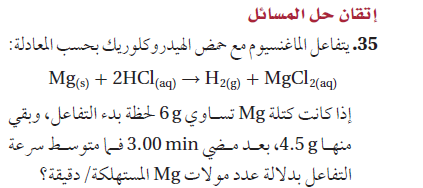 إتقان حل المسائل
35. يتفاعل الماغنسيوم مع حمض الهيدروكلوريك بحسب المعادلة:
Mg(s) + 2HCl(aq) → H2(g) + MgCl2(aq)
إذا كانت كتلة Mg تساوي 6 g لحظة بدء التفاعل، وبقي
منها 4.5 g، بعد مضي 3.00 min فما متوسط سرعة
التفاعل بدلالة عدد مولات Mg المستهلكة/ دقيقة؟